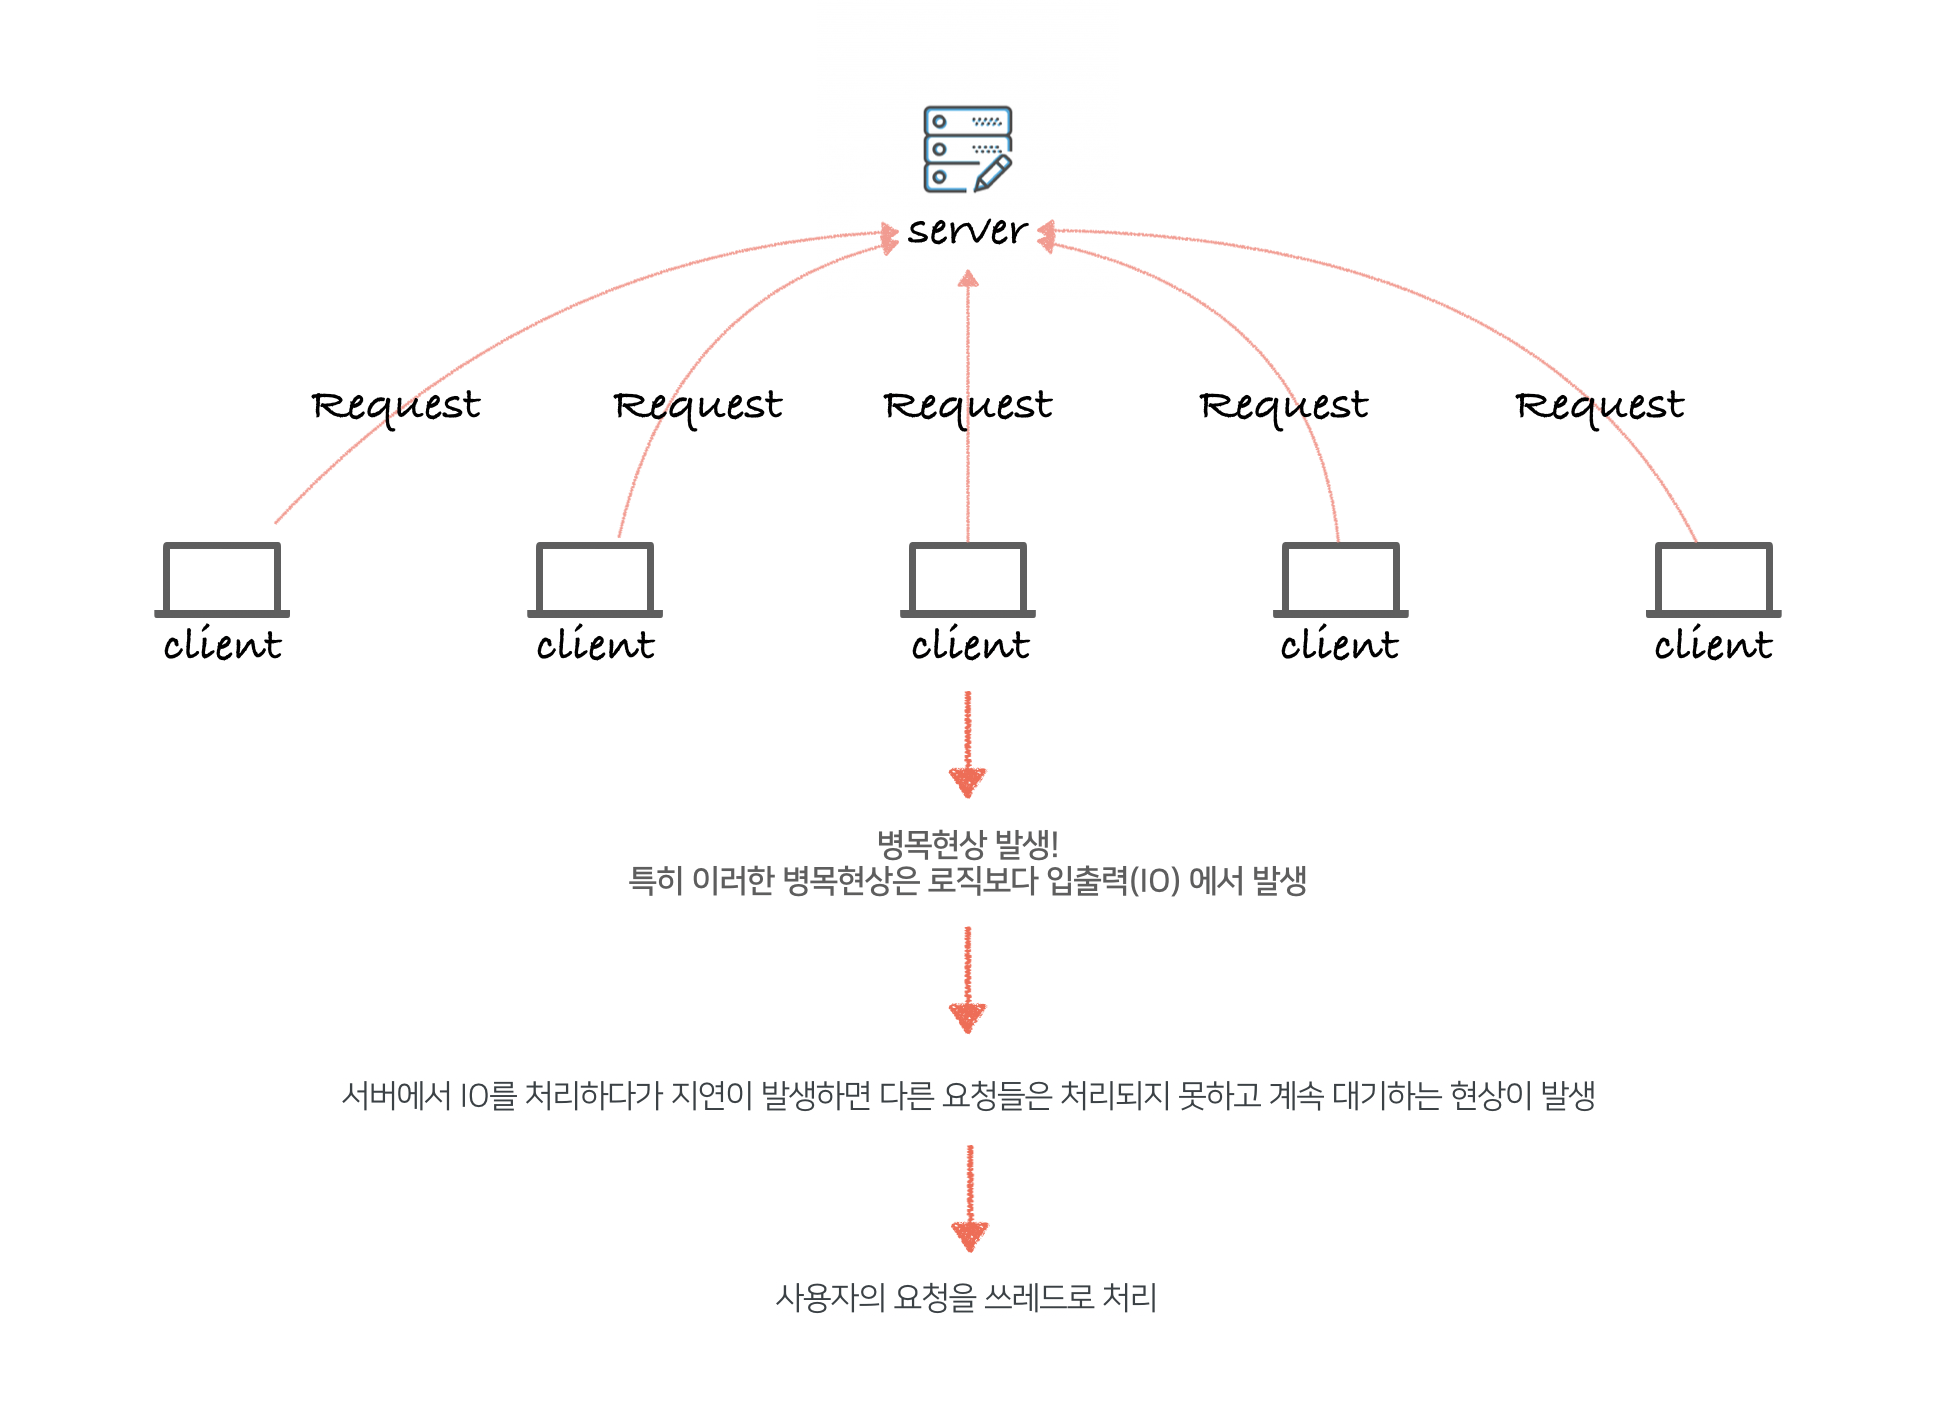 server
Request Request Request Request Request
client client client client client
병목현상 발생!
특히 이러한 병목현상은 로직보다 입출력(IO) 에서 발생
서버에서 IO를 처리하다가 지연이 발생하면 다른 요청들은 처리되지 못하고 계속 대기하는 현상이 발생
사용자의 요청을 쓰레드로 처리